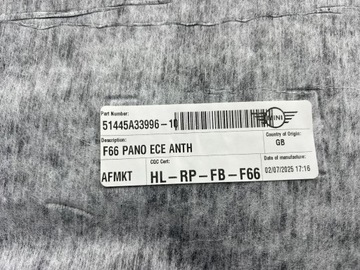 Part Number:
51445A33996-10
MINI
Description:
Country of Origin:
F66 PANO ECE ANTH
GB
CQC Cert:
Date of manufacture:
AFMKT
HL-RP-FB-F66
02/07/2025 17:16